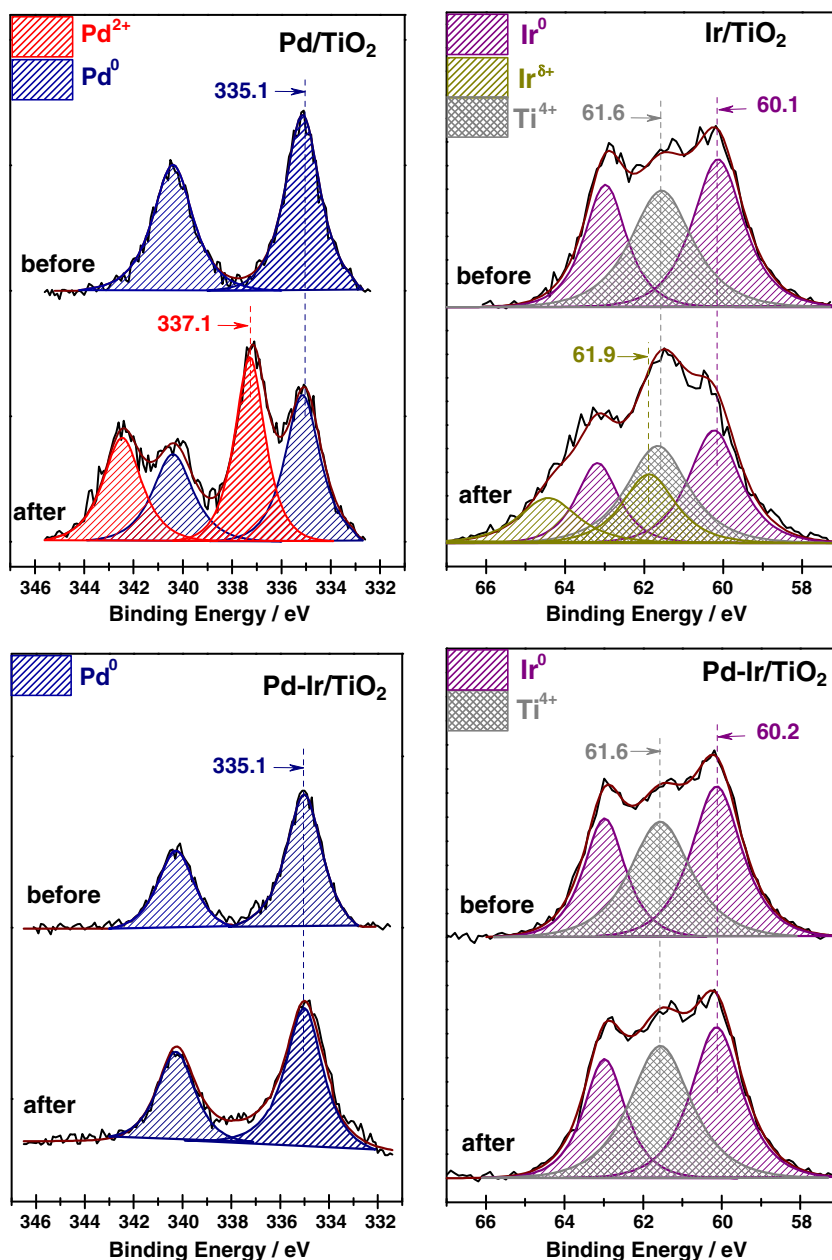 Pd²⁺
Pd⁰
Pd/TiO₂
335.1
before
337.1
after
346 344 342 340 338 336 334 332
Binding Energy / eV
Ir⁰
Irᵟ⁺
Ti⁴⁺
Ir/TiO₂
61.6
60.1
before
61.9
after
66 64 62 60 58
Binding Energy / eV
Pd⁰
Pd-Ir/TiO₂
335.1
before
after
346 344 342 340 338 336 334 332
Binding Energy / eV
Ir⁰
Ti⁴⁺
Pd-Ir/TiO₂
61.6
60.2
before
after
66 64 62 60 58
Binding Energy / eV